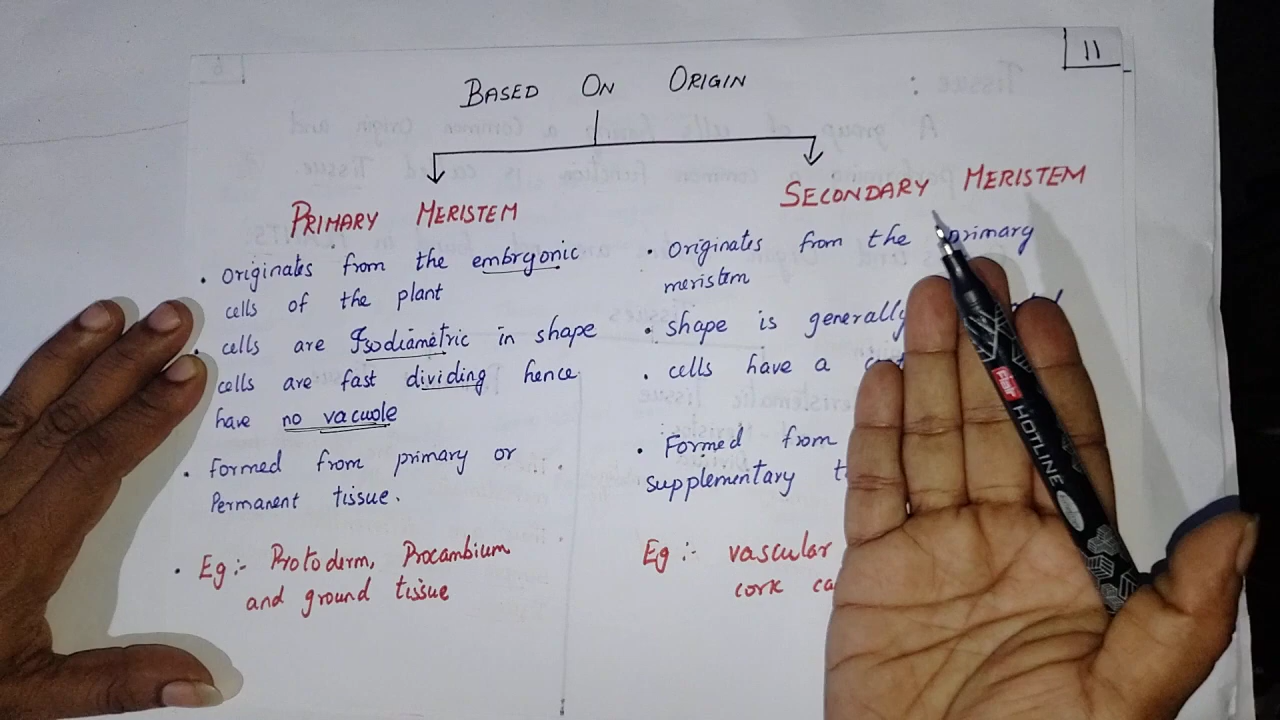 11
BASED ON ORIGIN
PRIMARY MERISTEM
• originates from the embryonic
cells of the plant
• cells are Isodiametric in shape
cells are fast dividing hence
have no vacuole
• formed from primary or
Permanent tissue.
• Eg :- Protoderm, Procambium
and ground tissue
SECONDARY MERISTEM
• originates from the primary
meristem
• shape is generally
• cells have a
• Formed from
supplementary
Eg :- vascular
cork
Flair
HOTLINE